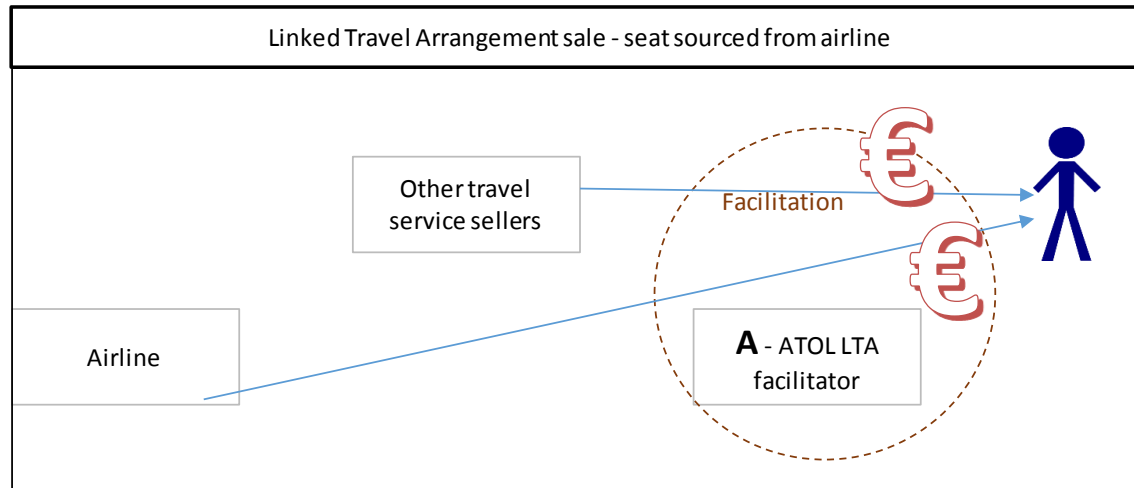 Linked Travel Arrangement sale - seat sourced from airline
€
Other travel
service sellers
Facilitation
€
Airline
A - ATOL LTA
facilitator